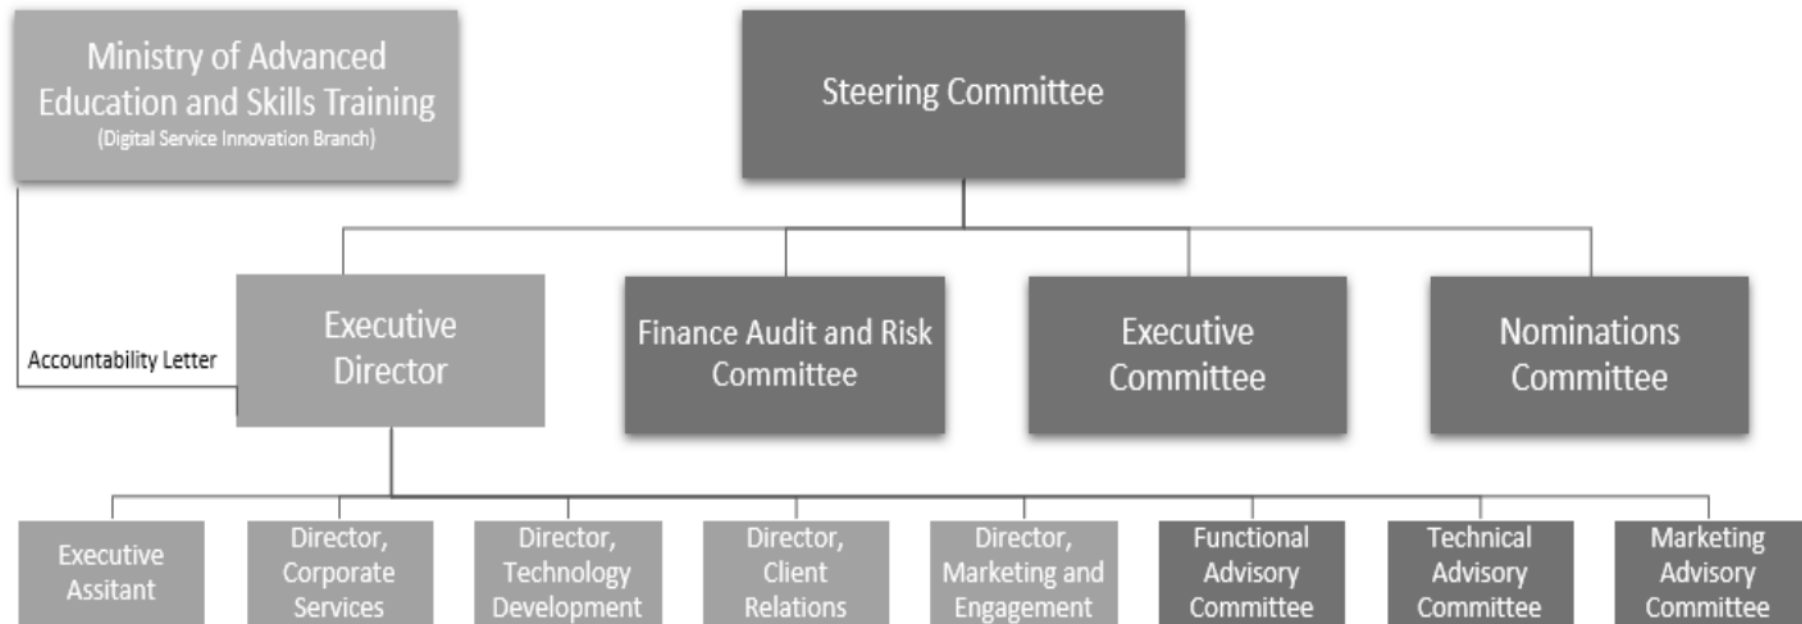 Ministry of Advanced
Education and Skills Training
(Digital Service Innovation Branch)
Steering Committee
Accountability Letter
Executive
Director
Finance Audit and Risk
Committee
Executive
Committee
Nominations
Committee
Executive
Assitant
Director,
Corporate
Services
Director,
Technology
Development
Director,
Client
Relations
Director,
Marketing and
Engagement
Functional
Advisory
Committee
Technical
Advisory
Committee
Marketing
Advisory
Committee